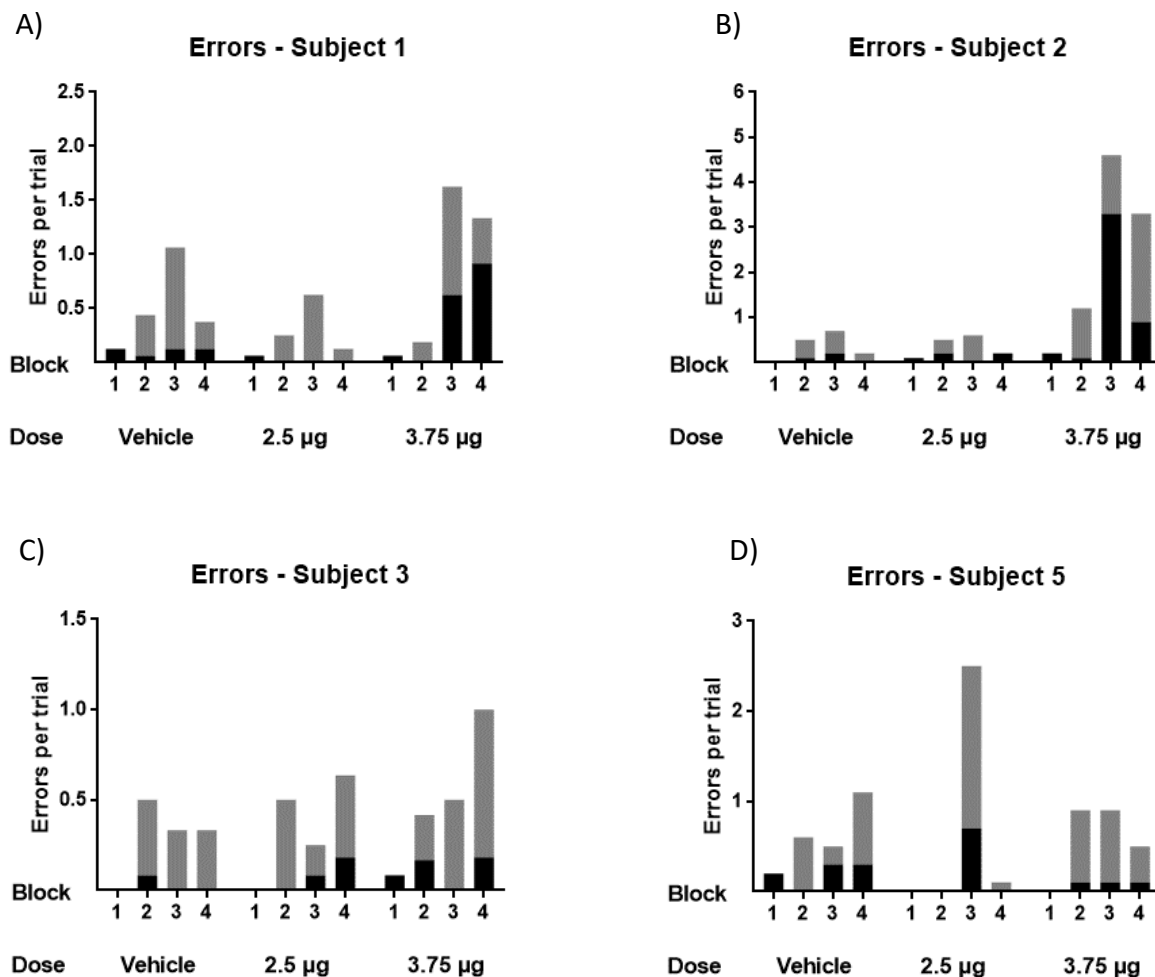 A)
Errors - Subject 1
2.5
2.0
1.5
1.0
0.5
Errors per trial
Block
1 2 3 4 1 2 3 4 1 2 3 4
Dose Vehicle 2.5 µg 3.75 µg
B)
Errors - Subject 2
6
5
4
3
2
1
Errors per trial
Block
1 2 3 4 1 2 3 4 1 2 3 4
Dose Vehicle 2.5 µg 3.75 µg
C)
Errors - Subject 3
1.5
1.0
0.5
Errors per trial
Block
1 2 3 4 1 2 3 4 1 2 3 4
Dose Vehicle 2.5 µg 3.75 µg
D)
Errors - Subject 5
3
2
1
Errors per trial
Block
1 2 3 4 1 2 3 4 1 2 3 4
Dose Vehicle 2.5 µg 3.75 µg